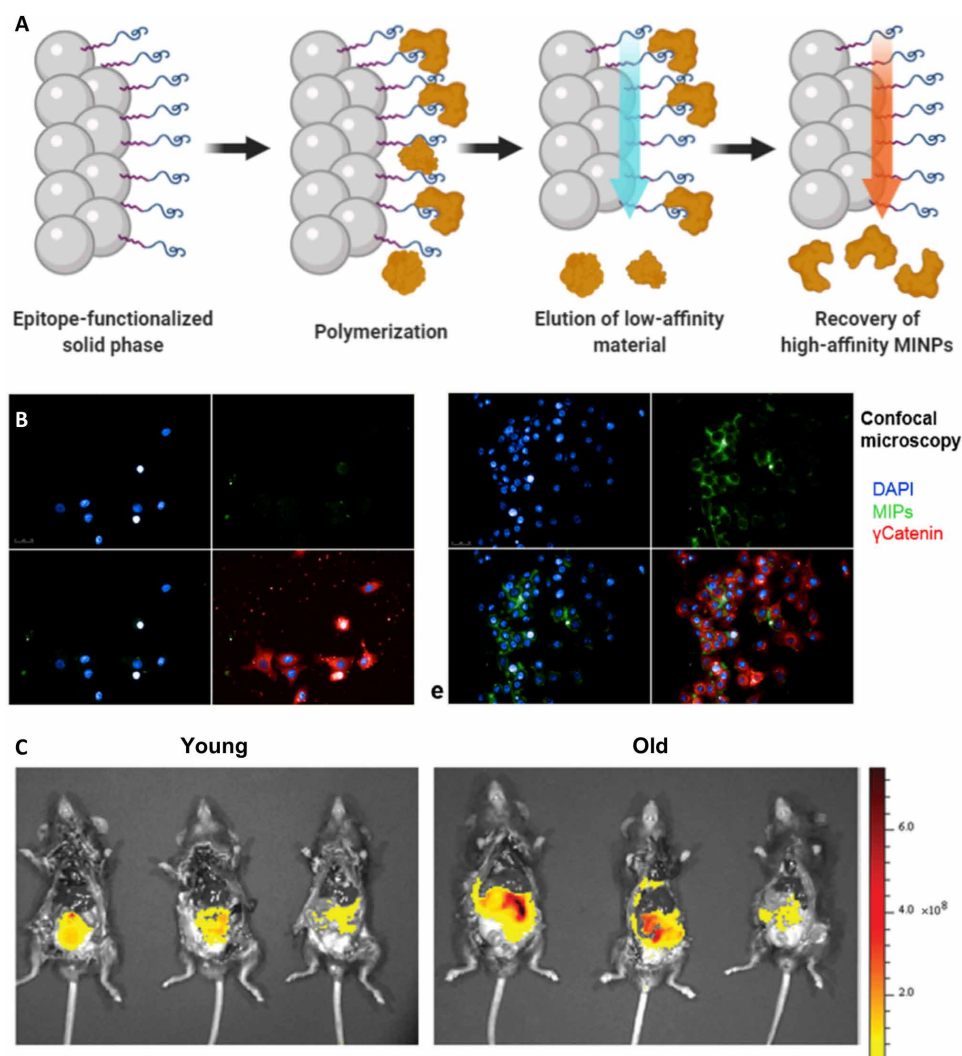 A
Epitope-functionalized
solid phase
Polymerization
Elution of low-affinity
material
Recovery of
high-affinity MINPs
B
e
Confocal
microscopy
DAPI
MIPs
γCatenin
C
Young
Old
6.0
4.0 ×10⁸
2.0